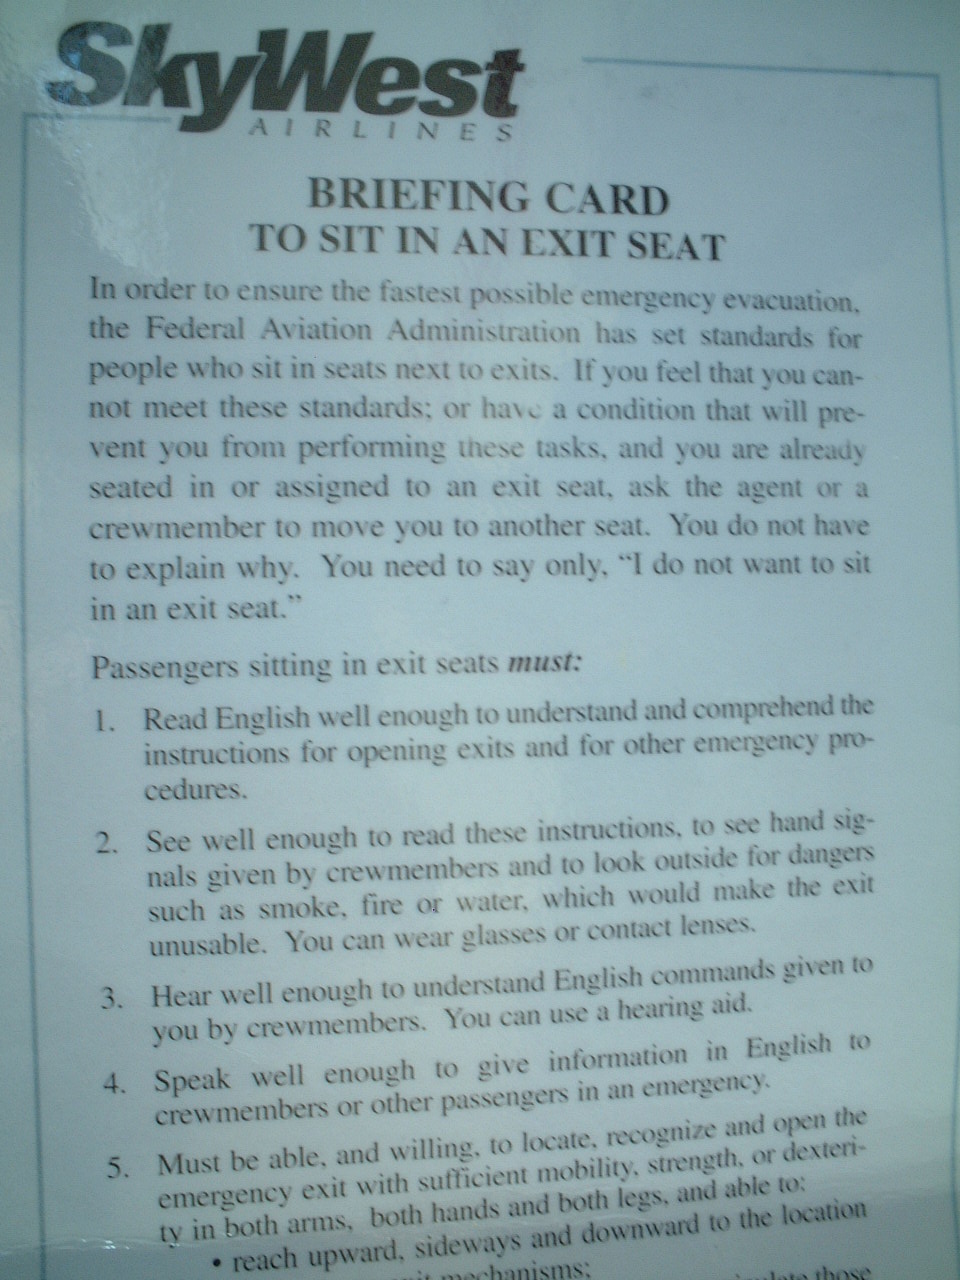 SkyWest
AIRLINES
BRIEFING CARD
TO SIT IN AN EXIT SEAT
In order to ensure the fastest possible emergency evacuation,
the Federal Aviation Administration has set standards for
people who sit in seats next to exits. If you feel that you can-
not meet these standards; or have a condition that will pre-
vent you from performing these tasks, and you are already
seated in or assigned to an exit seat, ask the agent or a
crewmember to move you to another seat. You do not have
to explain why. You need to say only, “I do not want to sit
in an exit seat.”
Passengers sitting in exit seats must:
1. Read English well enough to understand and comprehend the
instructions for opening exits and for other emergency pro-
cedures.
2. See well enough to read these instructions, to see hand sig-
nals given by crewmembers and to look outside for dangers
such as smoke, fire or water, which would make the exit
unusable. You can wear glasses or contact lenses.
3. Hear well enough to understand English commands given to
you by crewmembers. You can use a hearing aid.
4. Speak well enough to give information in English to
crewmembers or other passengers in an emergency.
5. Must be able, and willing, to locate, recognize and open the
emergency exit with sufficient mobility, strength, or dexteri-
ty in both arms, both hands and both legs, and able to:
• reach upward, sideways and downward to the location
mechanisms; those